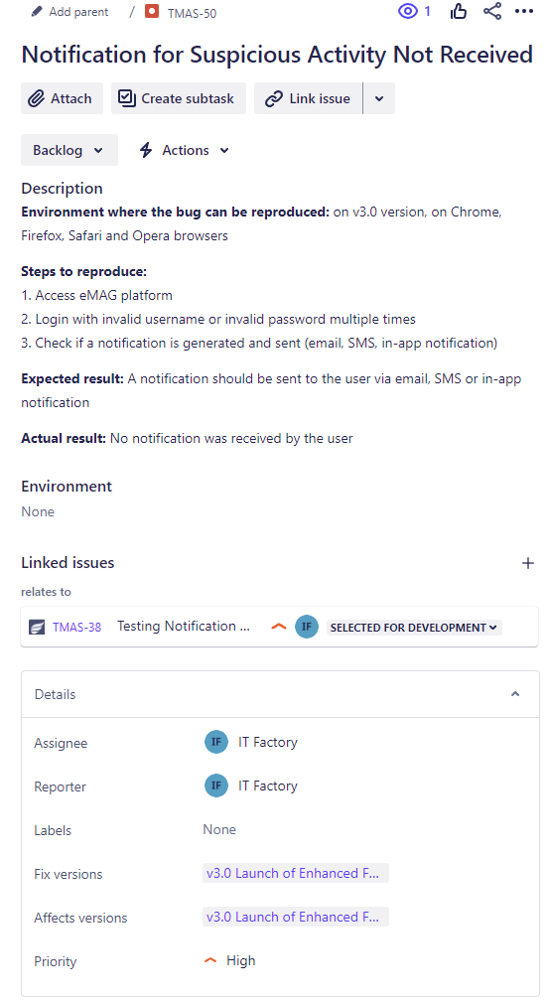 Add parent / TMAS-50 1
Notification for Suspicious Activity Not Received
Attach Create subtask Link issue
Backlog Actions
Description
Environment where the bug can be reproduced: on v3.0 version, on Chrome,
Firefox, Safari and Opera browsers
Steps to reproduce:
1. Access eMAG platform
2. Login with invalid username or invalid password multiple times
3. Check if a notification is generated and sent (email, SMS, in-app notification)
Expected result: A notification should be sent to the user via email, SMS or in-app
notification
Actual result: No notification was received by the user
Environment
None
Linked issues
relates to
TMAS-38 Testing Notification ... IF SELECTED FOR DEVELOPMENT
Details
Assignee IF IT Factory
Reporter IF IT Factory
Labels None
Fix versions v3.0 Launch of Enhanced F...
Affects versions v3.0 Launch of Enhanced F...
Priority High